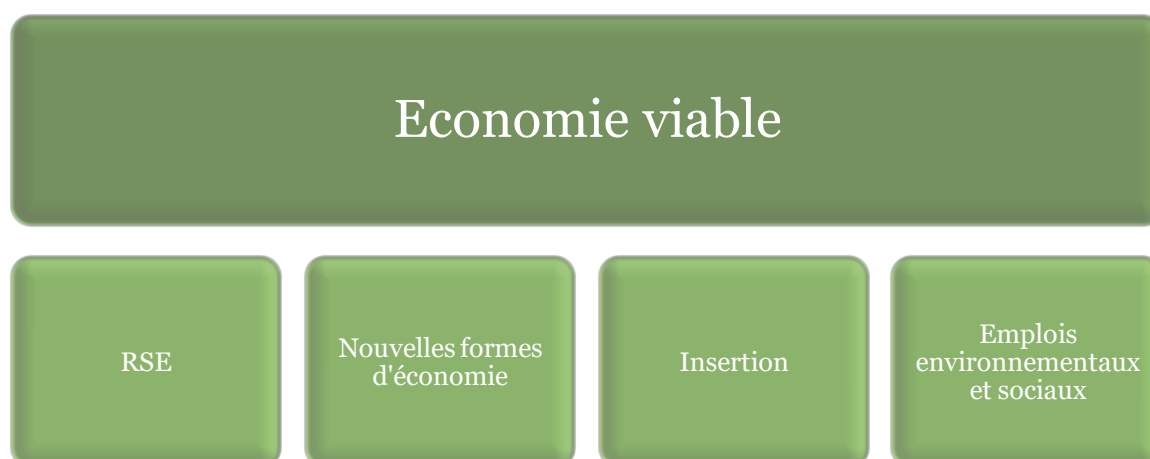 Economie viable
RSE
Nouvelles formes
d'économie
Insertion
Emplois
environnementaux
et sociaux